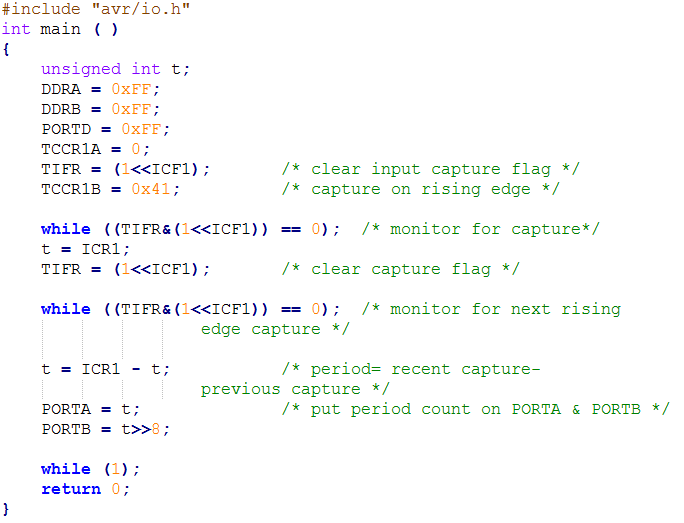 #include "avr/io.h"
int main ( )
{
unsigned int t;
DDRA = 0xFF;
DDRB = 0xFF;
PORTD = 0xFF;
TCCR1A = 0;
TIFR = (1<<ICF1); /* clear input capture flag */
TCCR1B = 0x41; /* capture on rising edge */
while ((TIFR&(1<<ICF1)) == 0); /* monitor for capture*/
t = ICR1;
TIFR = (1<<ICF1); /* clear capture flag */
while ((TIFR&(1<<ICF1)) == 0); /* monitor for next rising
edge capture */
t = ICR1 - t; /* period= recent capture-
previous capture */
PORTA = t; /* put period count on PORTA & PORTB */
PORTB = t>>8;
while (1);
return 0;
}